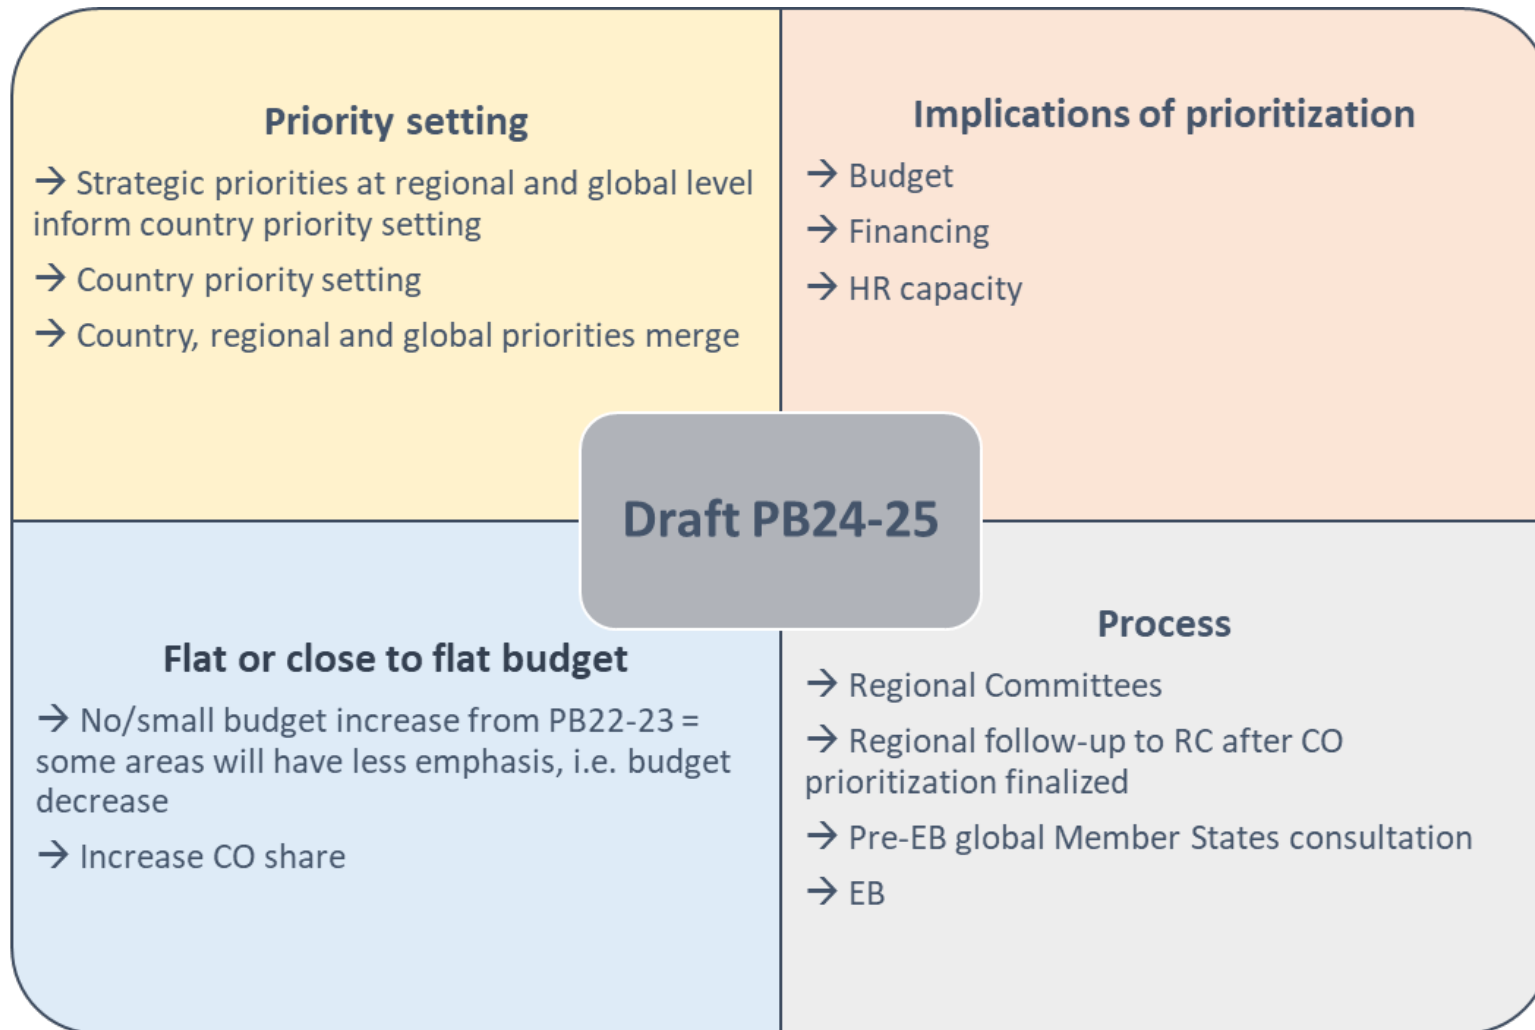 Priority setting
→ Strategic priorities at regional and global level
inform country priority setting
→ Country priority setting
→ Country, regional and global priorities merge
Implications of prioritization
→ Budget
→ Financing
→ HR capacity
Draft PB24-25
Flat or close to flat budget
→ No/small budget increase from PB22-23 =
some areas will have less emphasis, i.e. budget
decrease
→ Increase CO share
Process
→ Regional Committees
→ Regional follow-up to RC after CO
prioritization finalized
→ Pre-EB global Member States consultation
→ EB